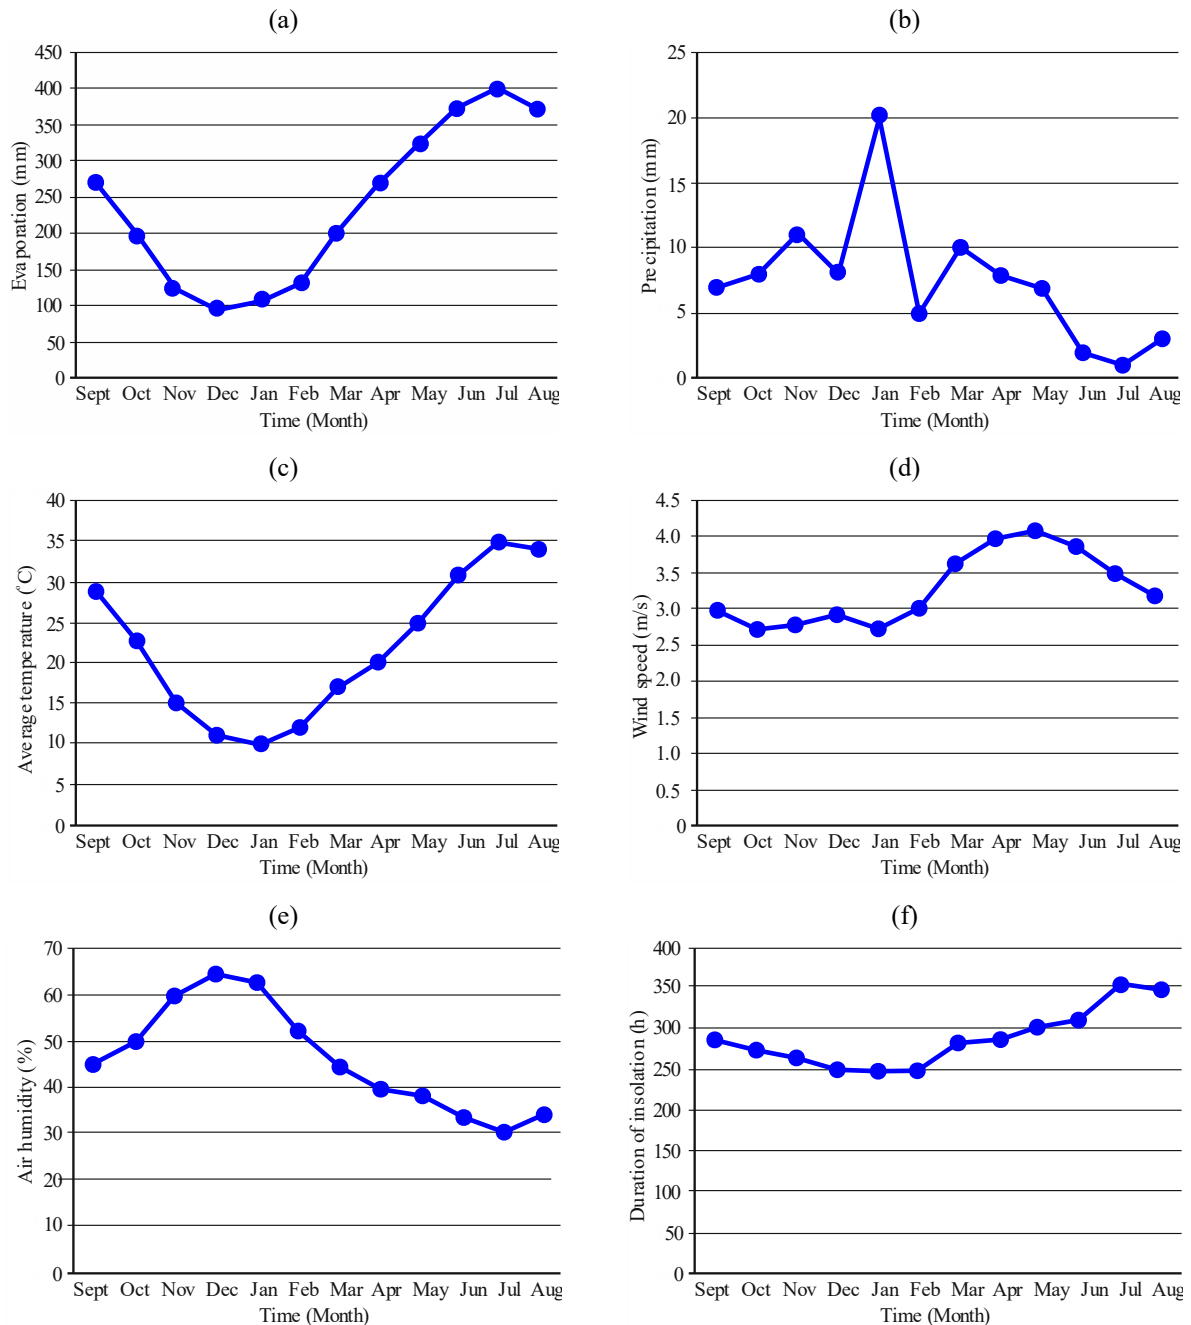 (a)
Evaporation (mm)
450
400
350
300
250
200
150
100
50
0
Sept Oct Nov Dec Jan Feb Mar Apr May Jun Jul Aug
Time (Month)
(b)
Precipitation (mm)
25
20
15
10
5
0
Sept Oct Nov Dec Jan Feb Mar Apr May Jun Jul Aug
Time (Month)
(c)
Average temperature (°C)
40
35
30
25
20
15
10
5
0
Sept Oct Nov Dec Jan Feb Mar Apr May Jun Jul Aug
Time (Month)
(d)
Wind speed (m/s)
4.5
4.0
3.5
3.0
2.5
2.0
1.5
1.0
0.5
0
Sept Oct Nov Dec Jan Feb Mar Apr May Jun Jul Aug
Time (Month)
(e)
Air humidity (%)
70
60
50
40
30
20
10
0
Sept Oct Nov Dec Jan Feb Mar Apr May Jun Jul Aug
Time (Month)
(f)
Duration of insolation (h)
400
350
300
250
200
150
100
50
0
Sept Oct Nov Dec Jan Feb Mar Apr May Jun Jul Aug
Time (Month)